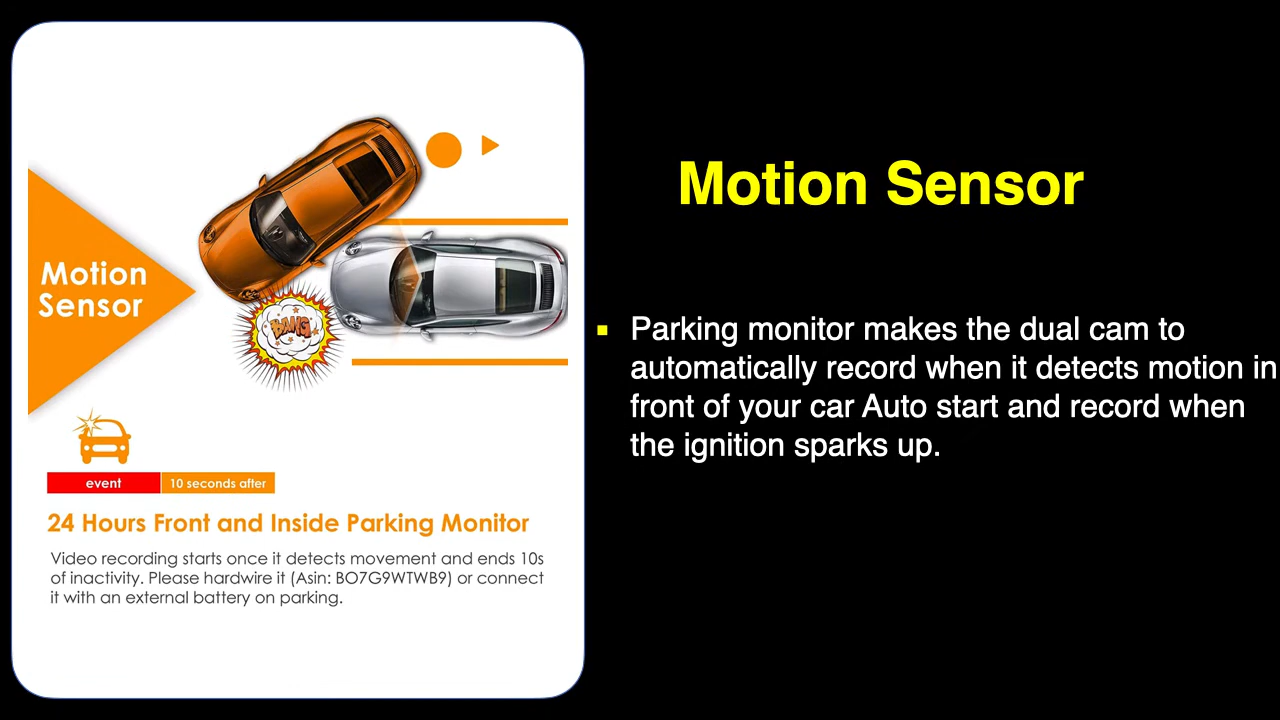 Motion
Sensor
BANG
event
10 seconds after
24 Hours Front and Inside Parking Monitor
Video recording starts once it detects movement and ends 10s
of inactivity. Please hardwire it (Asin: BO7G9WTWB9) or connect
it with an external battery on parking.
Motion Sensor
▪ Parking monitor makes the dual cam to
automatically record when it detects motion in
front of your car Auto start and record when
the ignition sparks up.